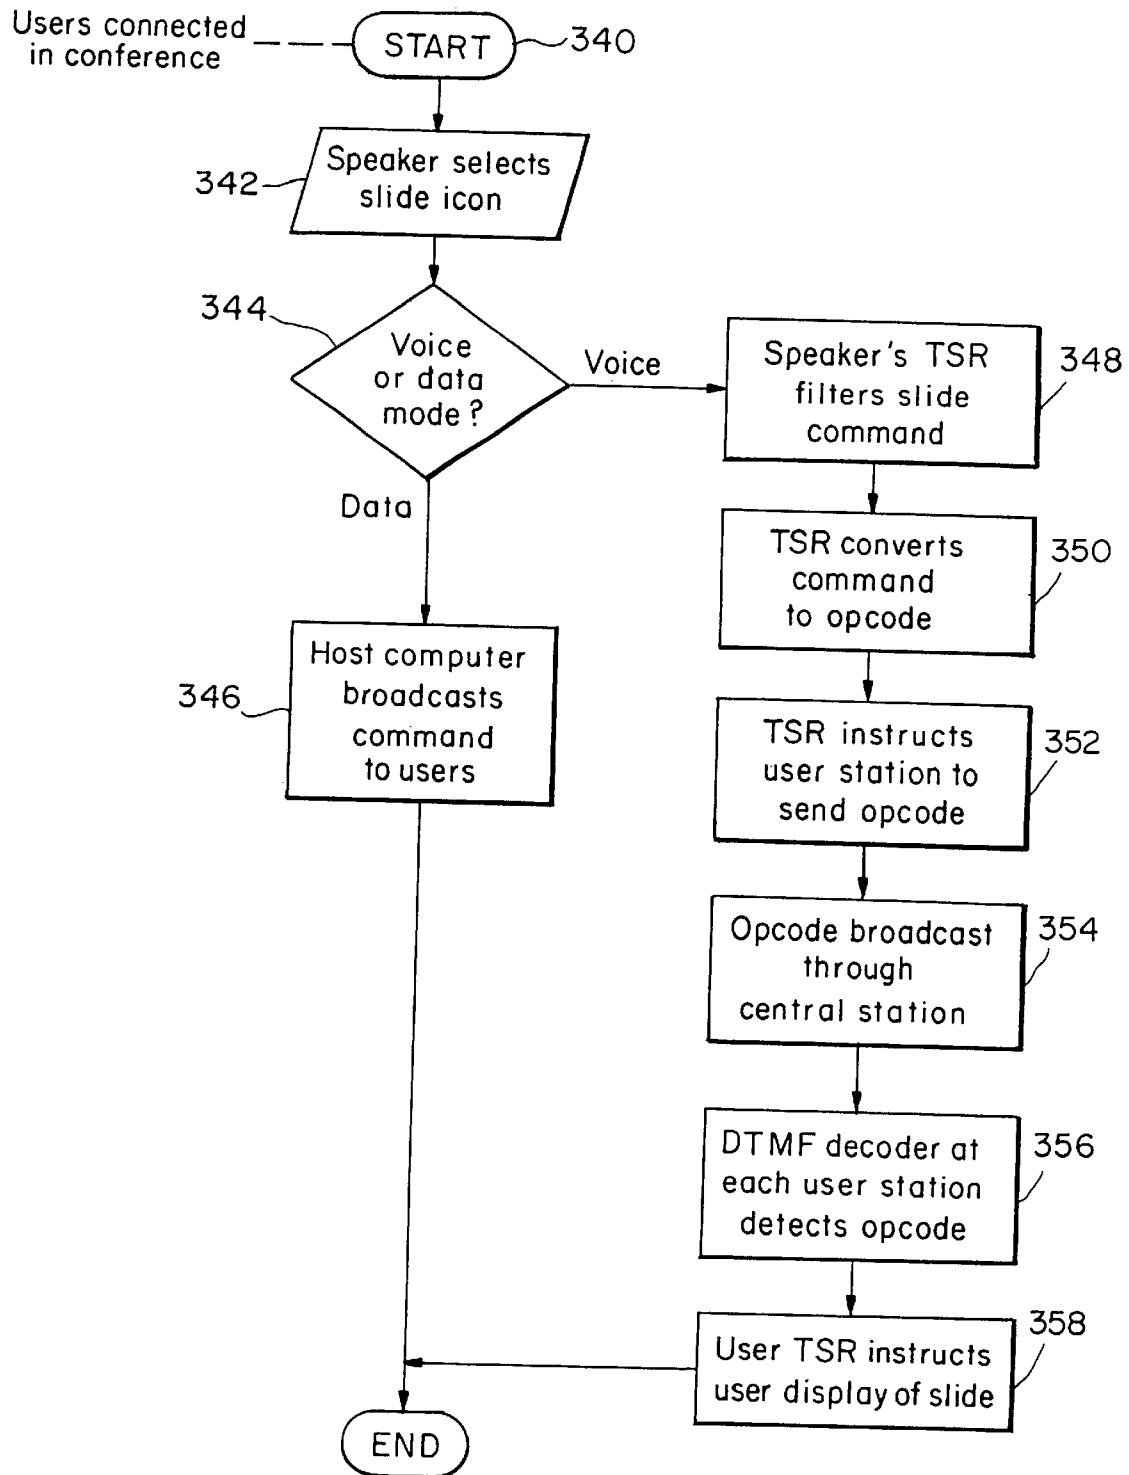 Users connected
in conference
START
340
Speaker selects
slide icon
342
344
Voice
or data
mode?
Voice
Data
Speaker's TSR
filters slide
command
348
TSR converts
command
to opcode
350
Host computer
broadcasts
command
to users
346
TSR instructs
user station to
send opcode
352
Opcode broadcast
through
central station
354
DTMF decoder at
each user station
detects opcode
356
User TSR instructs
user display of slide
358
END